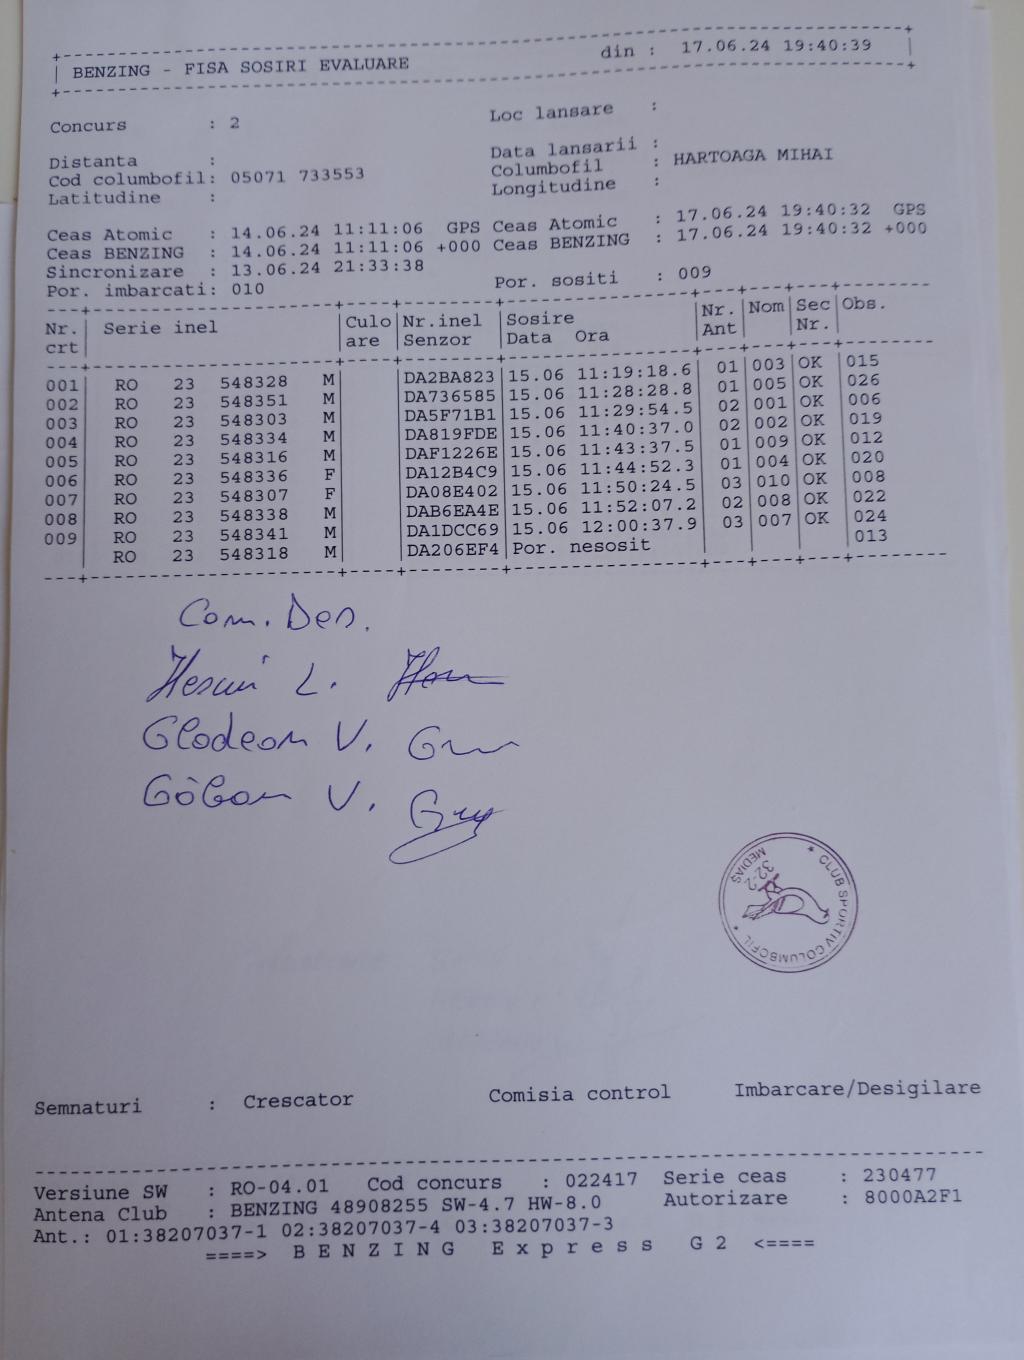 BENZING - FISA SOSIRI EVALUARE din : 17.06.24 19:40:39
Concurs : 2 Loc lansare :
Distanta : Data lansarii :
Cod columbofil: 05071 733553 Columbofil : HARTOAGA MIHAI
Latitudine : Longitudine :
Ceas Atomic : 14.06.24 11:11:06 GPS Ceas Atomic : 17.06.24 19:40:32 GPS
Ceas BENZING : 14.06.24 11:11:06 +000 Ceas BENZING : 17.06.24 19:40:32 +000
Sincronizare : 13.06.24 21:33:38
Por. imbarcati: 010 Por. sositi : 009
Nr. Serie inel Culo Nr.inel Sosire Nr. Nom Sec Obs.
crt are Senzor Data Ora Ant Nr.
001 RO 23 548328 M DA2BA823 15.06 11:19:18.6 01 003 OK 015
002 RO 23 548351 M DA736585 15.06 11:28:28.8 01 005 OK 026
003 RO 23 548303 M DA5F71B1 15.06 11:29:54.5 02 001 OK 006
004 RO 23 548334 M DA819FDE 15.06 11:40:37.0 02 002 OK 019
005 RO 23 548316 M DAF1226E 15.06 11:43:37.5 01 009 OK 012
006 RO 23 548336 F DA12B4C9 15.06 11:44:52.3 01 004 OK 020
007 RO 23 548307 F DA08E402 15.06 11:50:24.5 03 010 OK 008
008 RO 23 548338 M DAB6EA4E 15.06 11:52:07.2 02 008 OK 022
009 RO 23 548341 M DA1DCC69 15.06 12:00:37.9 03 007 OK 024
RO 23 548318 M DA206EF4 Por. nesosit 013
Com. Des.
L.
Glodean V.
V.
* CLUB SPORTIV COLUMBOFIL *
MEDIAȘ
Semnaturi : Crescator Comisia control Imbarcare/Desigilare
Versiune SW : RO-04.01 Cod concurs : 022417 Serie ceas : 230477
Antena Club : BENZING 48908255 SW-4.7 HW-8.0 Autorizare : 8000A2F1
Ant.: 01:38207037-1 02:38207037-4 03:38207037-3
====> B E N Z I N G E x p r e s s G 2 <====